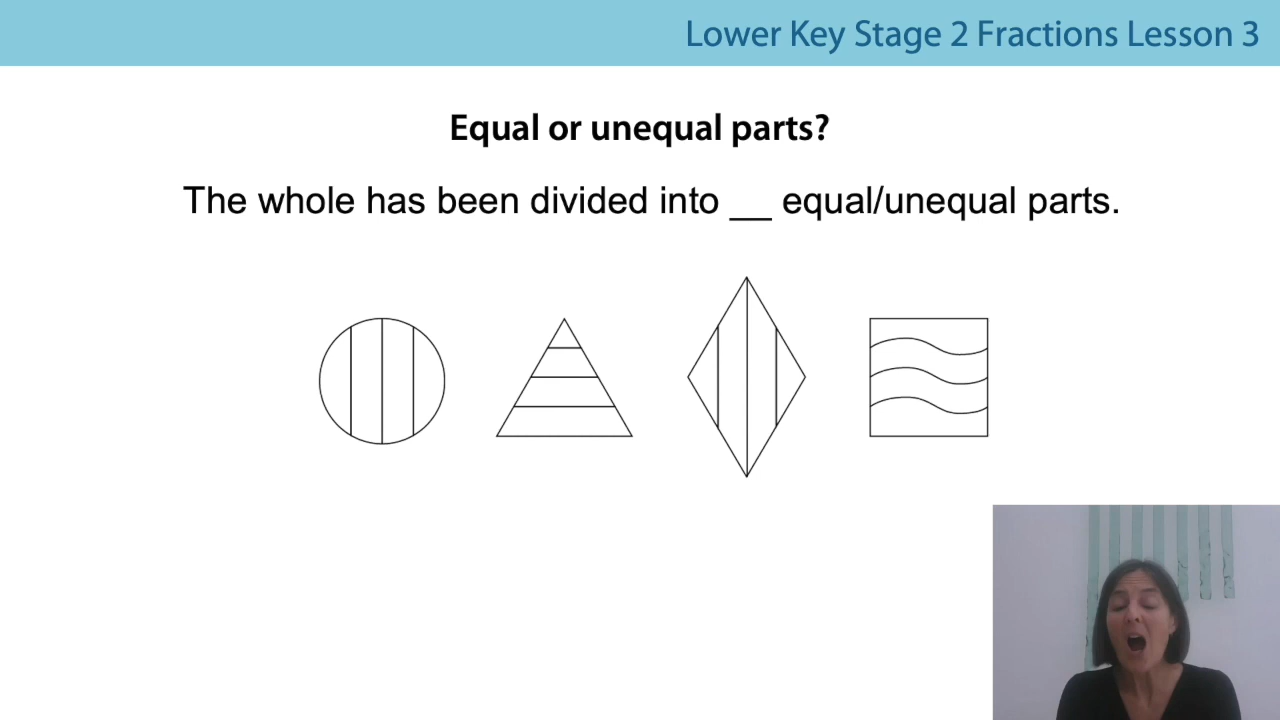 Lower Key Stage 2 Fractions Lesson 3
Equal or unequal parts?
The whole has been divided into __ equal/unequal parts.